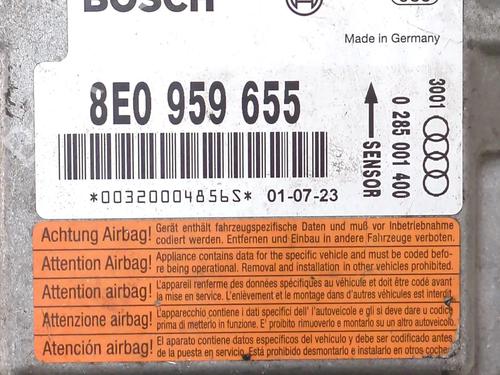 BOSCH
Made in Germany
8E0 959 655
*00320004856S* 01-07-23
SENSOR
0 285 001 400
3001
Achtung Airbag! Gerät enthält fahrzeugspezifische Daten und muß vor Inbetriebnahme
codiert werden. Entfernen und Einbau in andere Fahrzeuge verboten.
Attention Airbag! Appliance contains data for the specific vehicle and must be coded be-
fore being operational. Removal and installation in other vehicles prohibited.
Attention Airbag! L'appareil renferme des données spécifiques au véhicule et doit être codé avant
sa mise en service. L'enlèvement et le montage dans d'autres véhicules est interdit.
Attenzione airbag! L'apparecchio contiene i dati specifici dell' l'autoveicolo e gli si deve dare u codice
prima di metterlo in funzione. E' proibito rimuoverlo e montarlo su un altro autoveicolo.
Atención airbag! El aparato contiene datos específicos del vehículo y debe ser codificado antes
de la puesta en servicio. Está prohibido desmontarlo e instalarlo en otro coche.